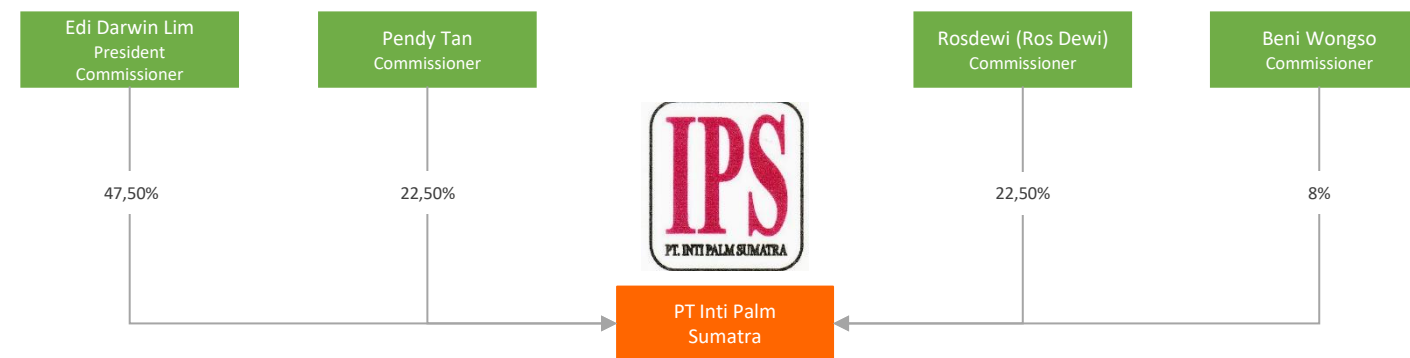 Edi Darwin Lim
President
Commissioner
Pendy Tan
Commissioner
Rosdewi (Ros Dewi)
Commissioner
Beni Wongso
Commissioner
47,50%
22,50%
IPS
PT. INTI PALM SUMATRA
22,50%
8%
PT Inti Palm
Sumatra